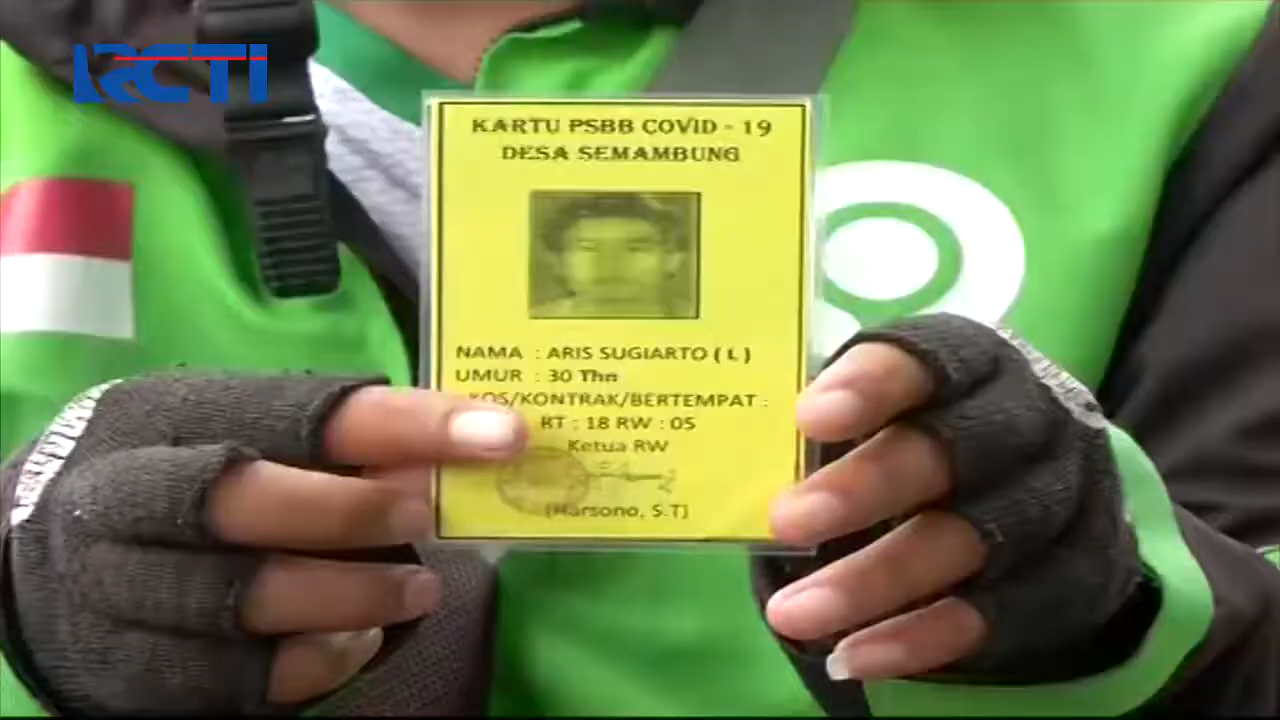 RCTI
KARTU PSBB COVID - 19
DESA SEMAMBUNG
NAMA : ARIS SUGIARTO ( L )
UMUR : 30 Thn
KOS/KONTRAK/BERTEMPAT :
RT : 18 RW : 05
Ketua RW
(Harsono, S.T)